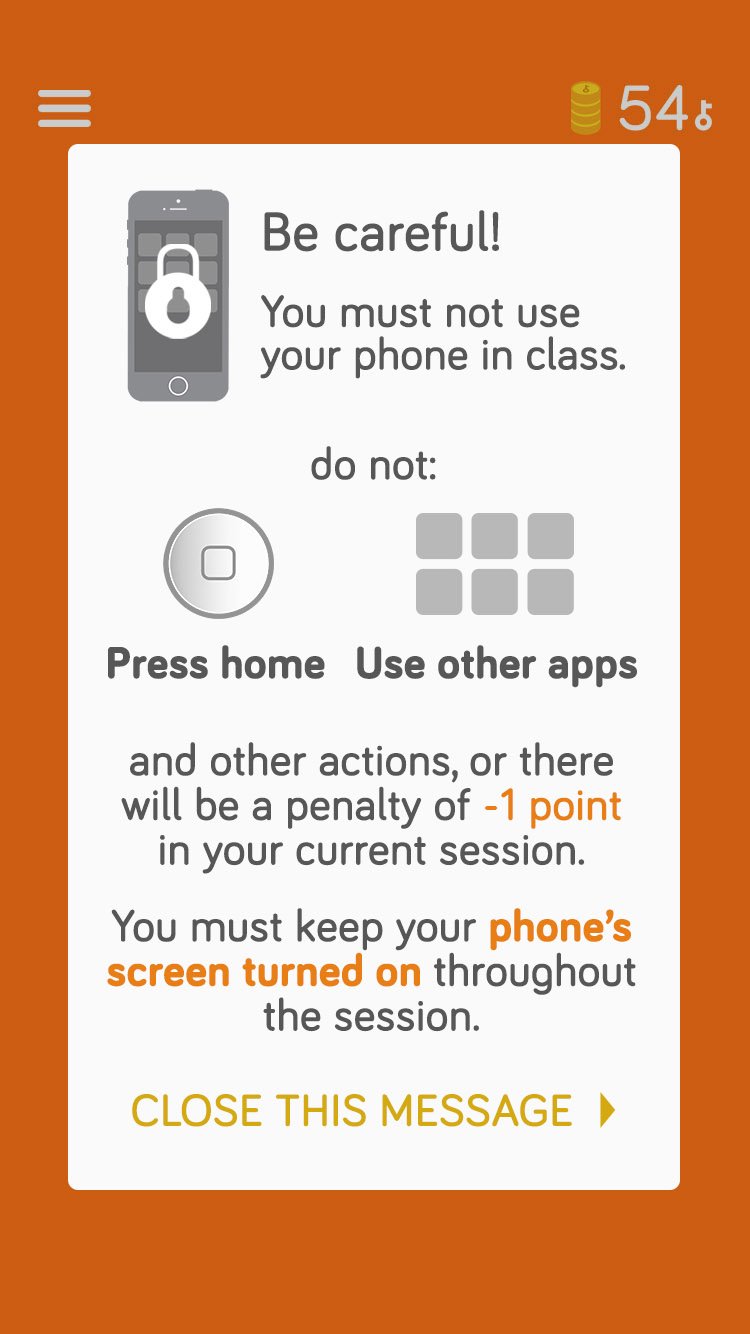 54
Be careful!
You must not use
your phone in class.
do not:
Press home Use other apps
and other actions, or there
will be a penalty of -1 point
in your current session.
You must keep your phone’s
screen turned on throughout
the session.
CLOSE THIS MESSAGE